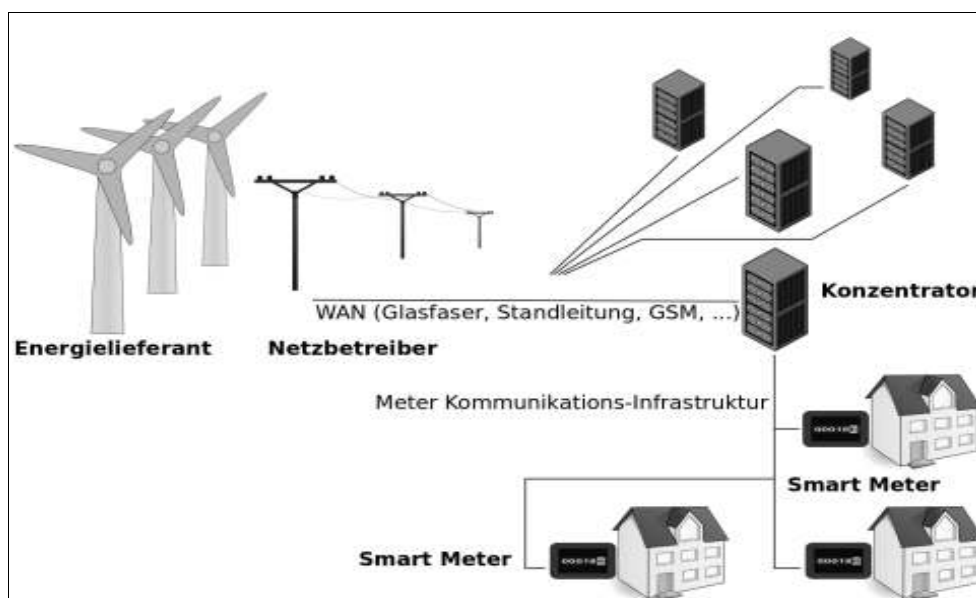 Konzentrator
WAN (Glasfaser, Standleitung, GSM, ...)
Energielieferant
Netzbetreiber
Meter Kommunikations-Infrastruktur
Smart Meter
Smart Meter